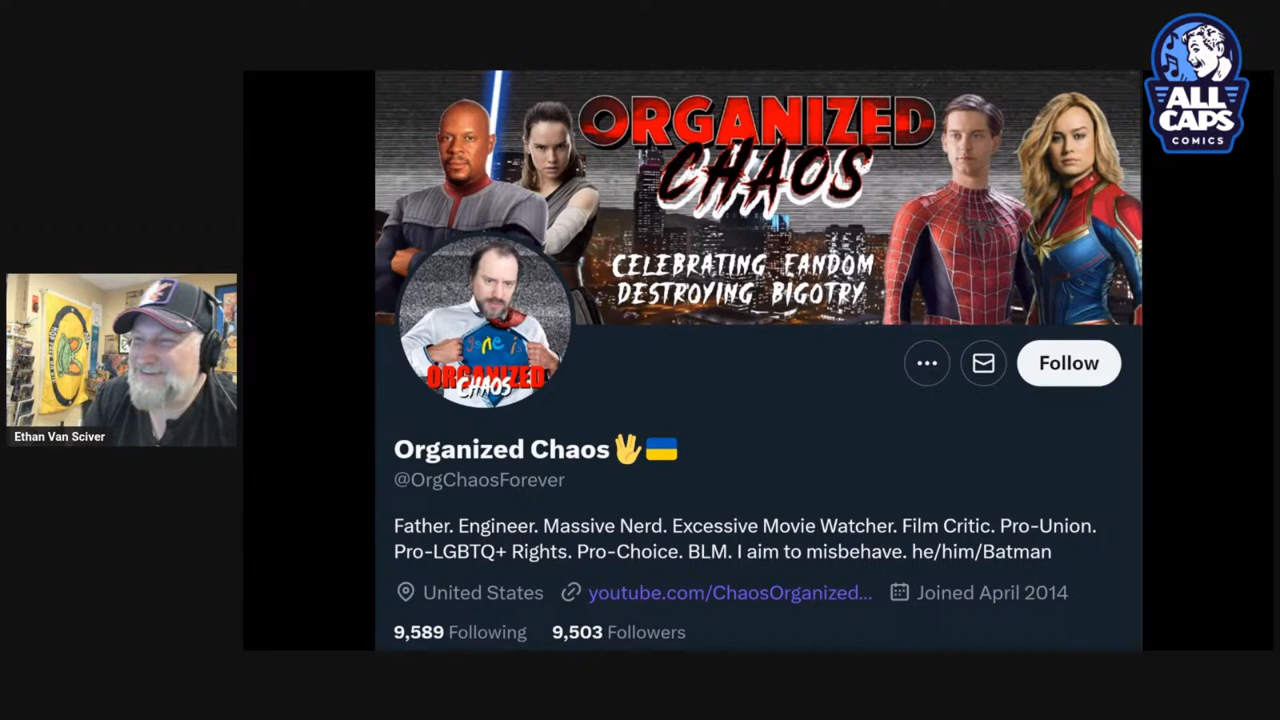 ALL
CAPS
COMICS
ORGANIZED
CHAOS
CELEBRATING FANDOM
DESTROYING BIGOTRY
ORGANIZED
CHAOS
Follow
Ethan Van Sciver
Organized Chaos🖖🇺🇦
@OrgChaosForever
Father. Engineer. Massive Nerd. Excessive Movie Watcher. Film Critic. Pro-Union.
Pro-LGBTQ+ Rights. Pro-Choice. BLM. I aim to misbehave. he/him/Batman
United States youtube.com/ChaosOrganized... Joined April 2014
9,589 Following 9,503 Followers